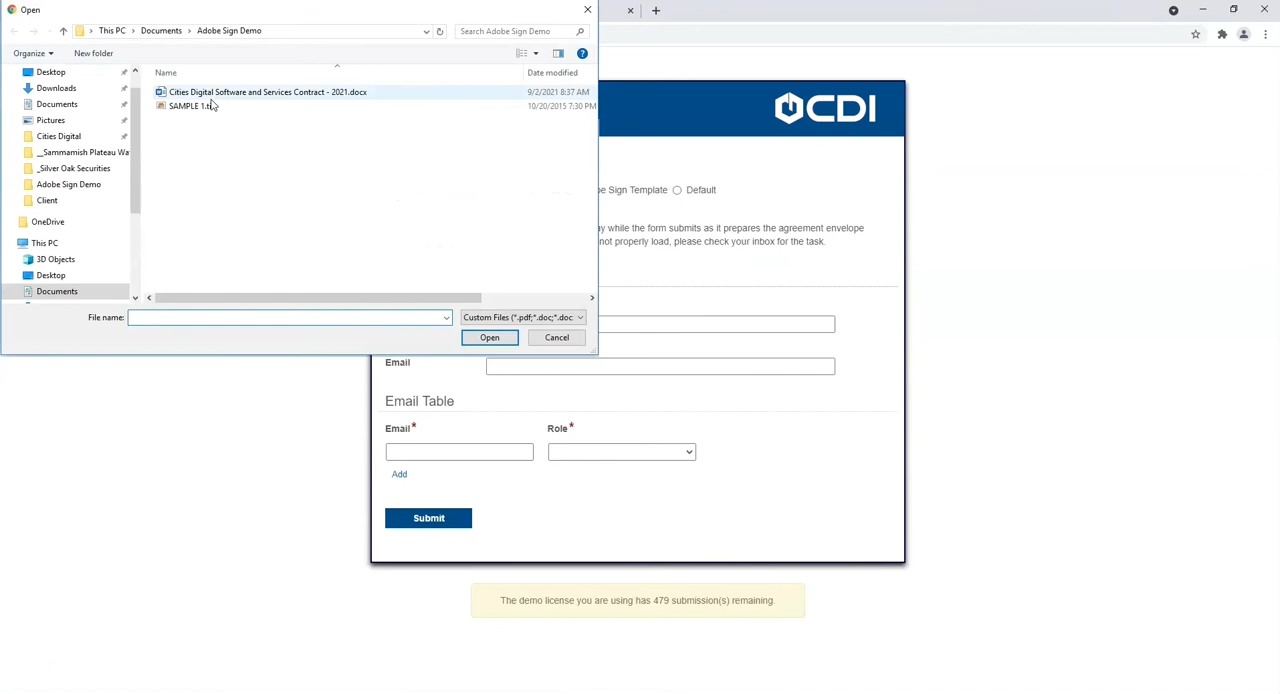 Open
This PC > Documents > Adobe Sign Demo
Search Adobe Sign Demo
Organize
New folder
Name
Date modified
Desktop
Downloads
Documents
Pictures
Cities Digital
__Sammamish Plateau Wa
_Silver Oak Securities
Adobe Sign Demo
Client
OneDrive
This PC
3D Objects
Desktop
Documents
Cities Digital Software and Services Contract - 2021.docx
9/2/2021 8:37 AM
SAMPLE 1.
10/20/2015 7:30 PM
File name:
Custom Files (*.pdf;*.doc;*.doc
Open
Cancel
CDI
be Sign Template
Default
y while the form submits as it prepares the agreement envelope
not properly load, please check your inbox for the task.
Email
Email Table
Email*
Role*
Add
Submit
The demo license you are using has 479 submission(s) remaining.